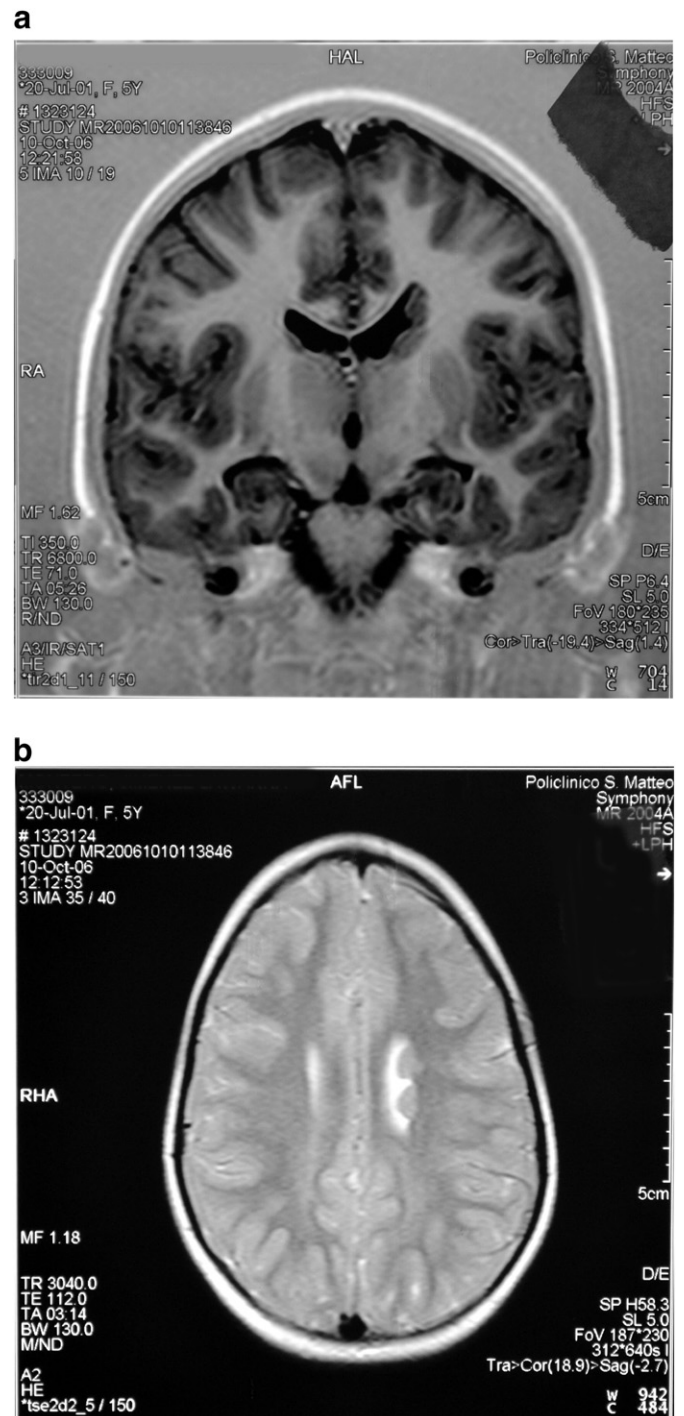 a
HAL
333009
*20-Jul-01, F, 5Y
# 1323124
STUDY MR20061010113846
10-Oct-06
12:21:58
5 IMA 10 / 19
Policlinico S. Matteo
Symphony
MR 2004A
HFS
+LPH
RA
MF 1.62
TI 350.0
TR 6800.0
TE 71.0
TA 05:26
BW 130.0
R/ND
A3/IR/SAT1
HE
*tir2d1_11 / 150
5cm
D/E
SP P6.4
SL 5.0
FoV 180*235
334*512 I
Cor>Tra(-19.4)>Sag(1.4)
W 704
C 14
b
AFL
333009
*20-Jul-01, F, 5Y
# 1323124
STUDY MR20061010113846
10-Oct-06
12:12:53
3 IMA 35 / 40
Policlinico S. Matteo
Symphony
MR 2004A
HFS
+LPH
RHA
MF 1.18
TR 3040.0
TE 112.0
TA 03:14
BW 130.0
M/ND
A2
HE
*tse2d2_5 / 150
5cm
D/E
SP H58.3
SL 5.0
FoV 187*230
312*640s I
Tra>Cor(18.9)>Sag(-2.7)
W 942
C 484